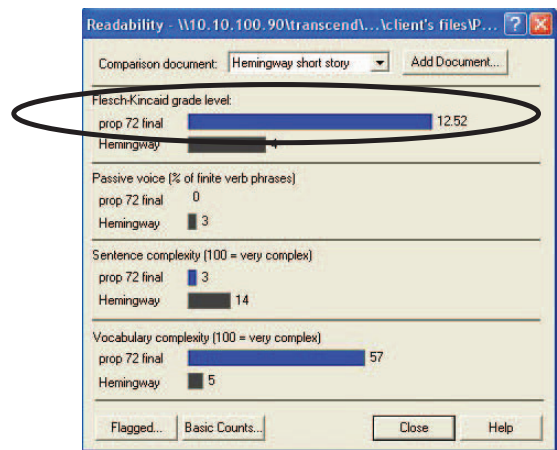 Readability - \\10.10.100.90\transcend\...\client's files\P...
Comparison document: Hemingway short story Add Document...
Flesch-Kincaid grade level:
prop 72 final 12.52
Hemingway 4
Passive voice (% of finite verb phrases)
prop 72 final 0
Hemingway 3
Sentence complexity (100 = very complex)
prop 72 final 3
Hemingway 14
Vocabulary complexity (100 = very complex)
prop 72 final 57
Hemingway 5
Flagged... Basic Counts... Close Help